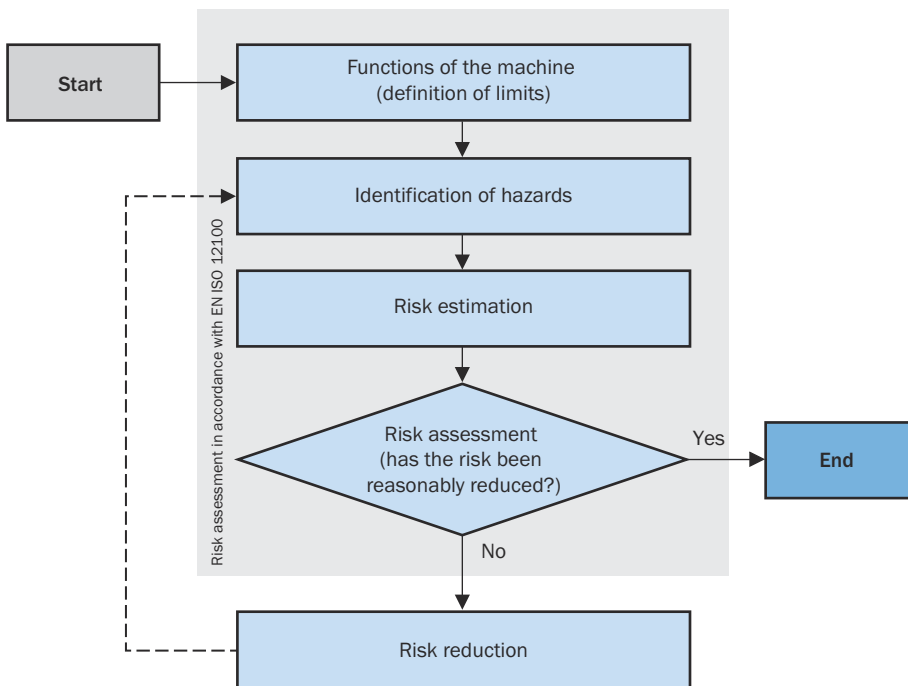 Start
Functions of the machine
(definition of limits)
Identification of hazards
Risk estimation
Risk assessment
(has the risk been
reasonably reduced?)
Yes
End
No
Risk reduction
Risk assessment in accordance with EN ISO 12100